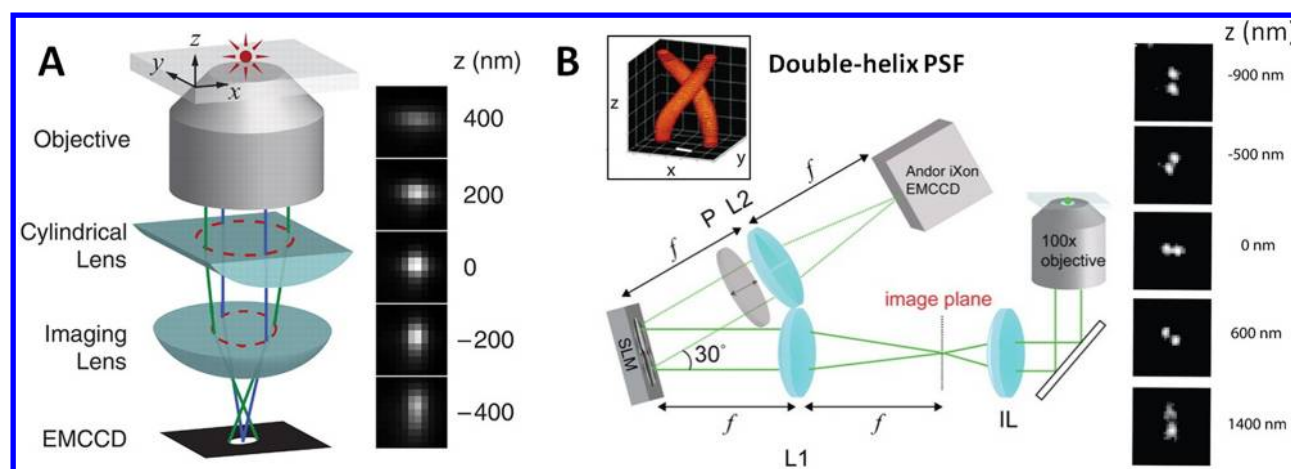 A
z
y
x
Objective
Cylindrical
Lens
Imaging
Lens
EMCCD
z (nm)
400
200
0
−200
−400
B
Double-helix PSF
z
x
y
f
Andor iXon
EMCCD
P L2
f
SLM
30°
image plane
100x
objective
f
f
IL
L1
z (nm)
-900 nm
-500 nm
0 nm
600 nm
1400 nm